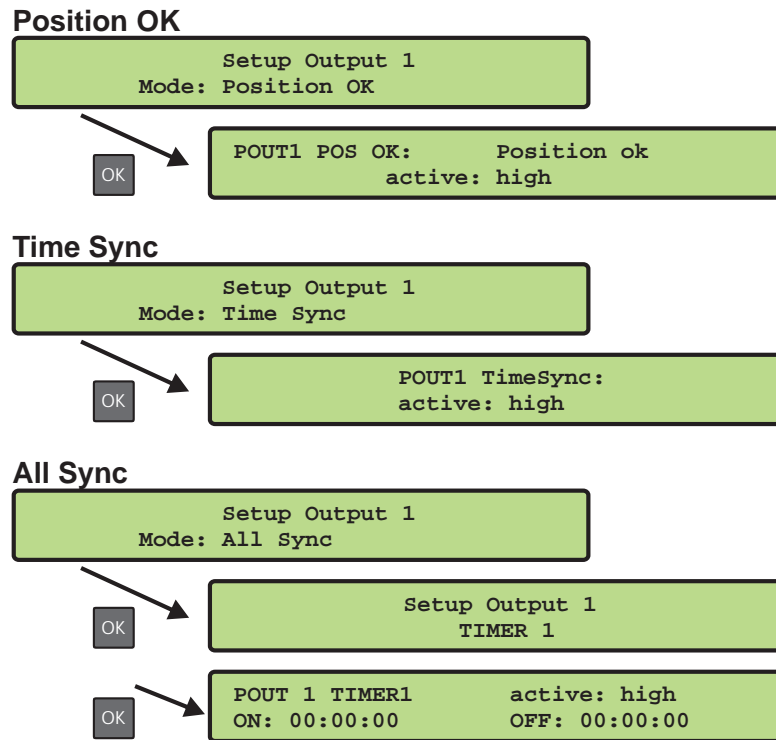 Position OK
Setup Output 1
Mode: Position OK
OK
POUT1 POS OK: Position ok
active: high
Time Sync
Setup Output 1
Mode: Time Sync
OK
POUT1 TimeSync:
active: high
All Sync
Setup Output 1
Mode: All Sync
OK
Setup Output 1
TIMER 1
OK
POUT 1 TIMER1 active: high
ON: 00:00:00 OFF: 00:00:00